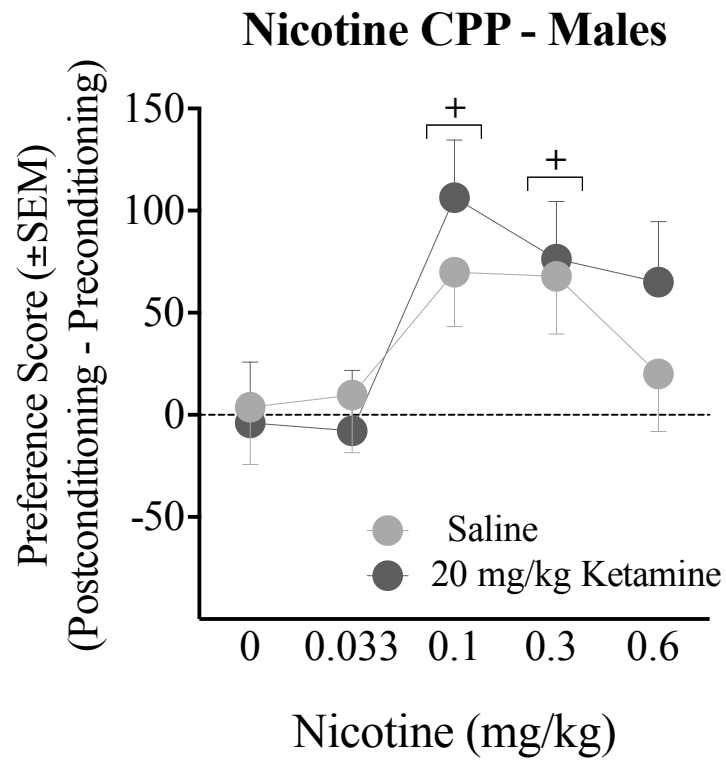 Nicotine CPP - Males
Preference Score (±SEM)
(Postconditioning - Preconditioning)
150
100
50
0
-50
+
+
Saline
20 mg/kg Ketamine
0 0.033 0.1 0.3 0.6
Nicotine (mg/kg)